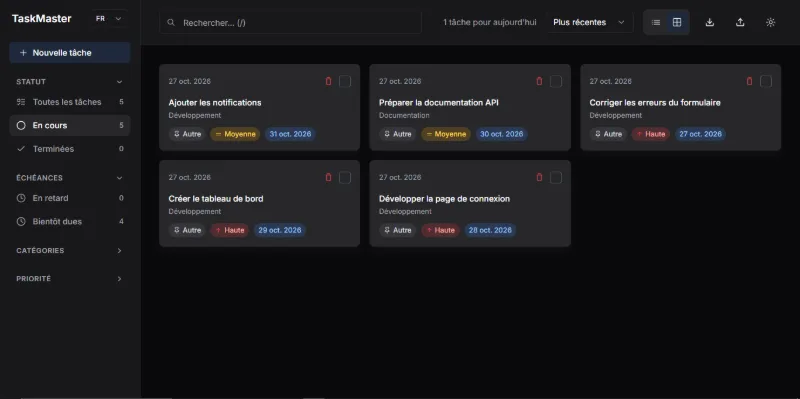 TaskMaster
FR
Rechercher... (/)
1 tâche pour aujourd'hui
Plus récentes
Nouvelle tâche
STATUT
Toutes les tâches 5
En cours 5
Terminées 0
ÉCHÉANCES
En retard 0
Bientôt dues 4
CATÉGORIES
PRIORITÉ
27 oct. 2026
Ajouter les notifications
Développement
Autre Moyenne 31 oct. 2026
27 oct. 2026
Préparer la documentation API
Documentation
Autre Moyenne 30 oct. 2026
27 oct. 2026
Corriger les erreurs du formulaire
Développement
Autre Haute 27 oct. 2026
27 oct. 2026
Créer le tableau de bord
Développement
Autre Haute 29 oct. 2026
27 oct. 2026
Développer la page de connexion
Développement
Autre Haute 28 oct. 2026